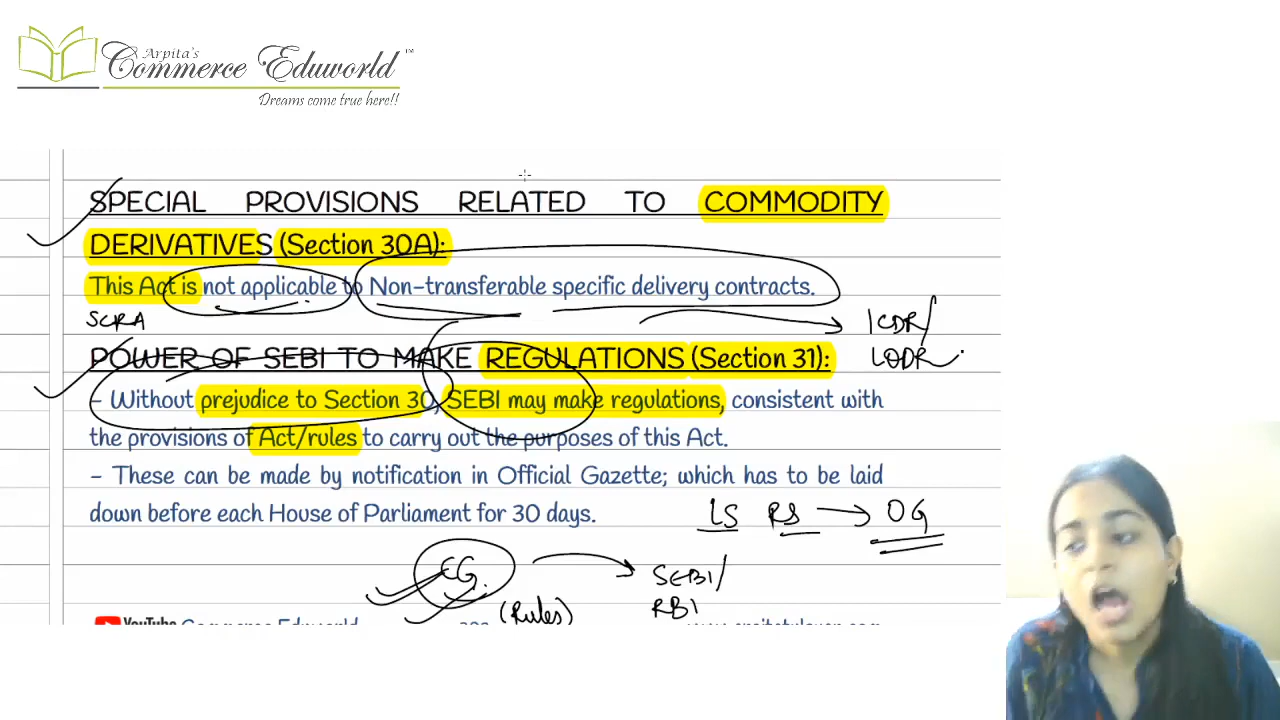 Arpita's
Commerce Eduworld™
Dreams come true here!!
SPECIAL PROVISIONS RELATED TO COMMODITY
DERIVATIVES (Section 30A):
This Act is not applicable to Non-transferable specific delivery contracts.
SCRA
ICDR/
LODR
POWER OF SEBI TO MAKE REGULATIONS (Section 31):
- Without prejudice to Section 30, SEBI may make regulations, consistent with
the provisions of Act/rules to carry out the purposes of this Act.
- These can be made by notification in Official Gazette; which has to be laid
down before each House of Parliament for 30 days.
LS RS → OG
CG → SEBI/
RBI
(Rules)
YouTube Commerce Eduworld